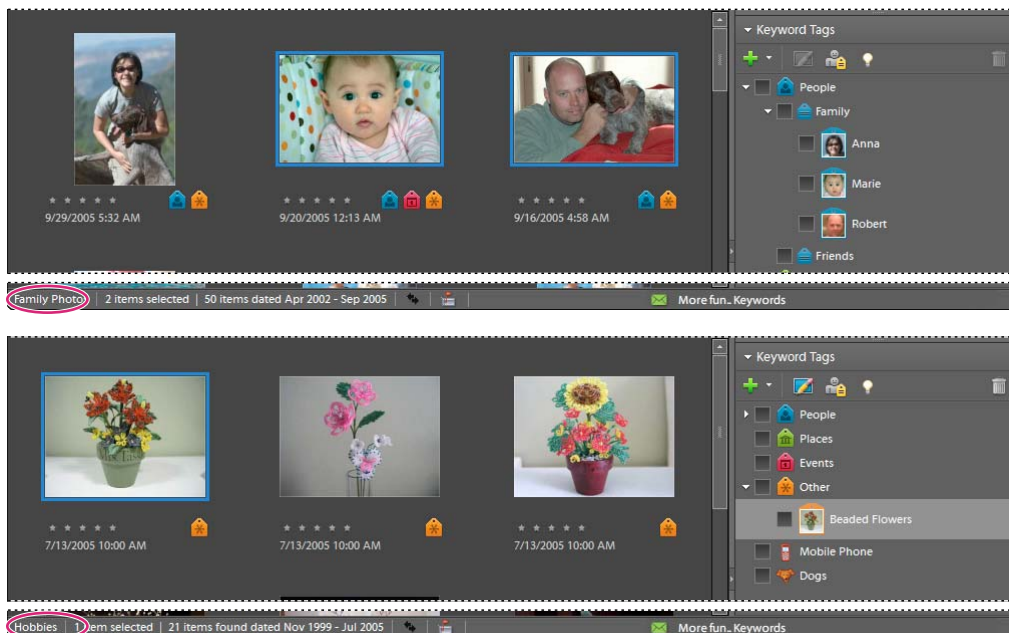 Keyword Tags
People
Family
Anna
Marie
Robert
Friends
9/29/2005 5:32 AM
9/20/2005 12:13 AM
9/16/2005 4:58 AM
Family Photo | 2 items selected | 50 items dated Apr 2002 - Sep 2005
More fun... Keywords
Keyword Tags
People
Places
Events
Other
Beaded Flowers
Mobile Phone
Dogs
7/13/2005 10:00 AM
7/13/2005 10:00 AM
7/13/2005 10:00 AM
Hobbies | 1 item selected | 21 items found dated Nov 1999 - Jul 2005
More fun... Keywords